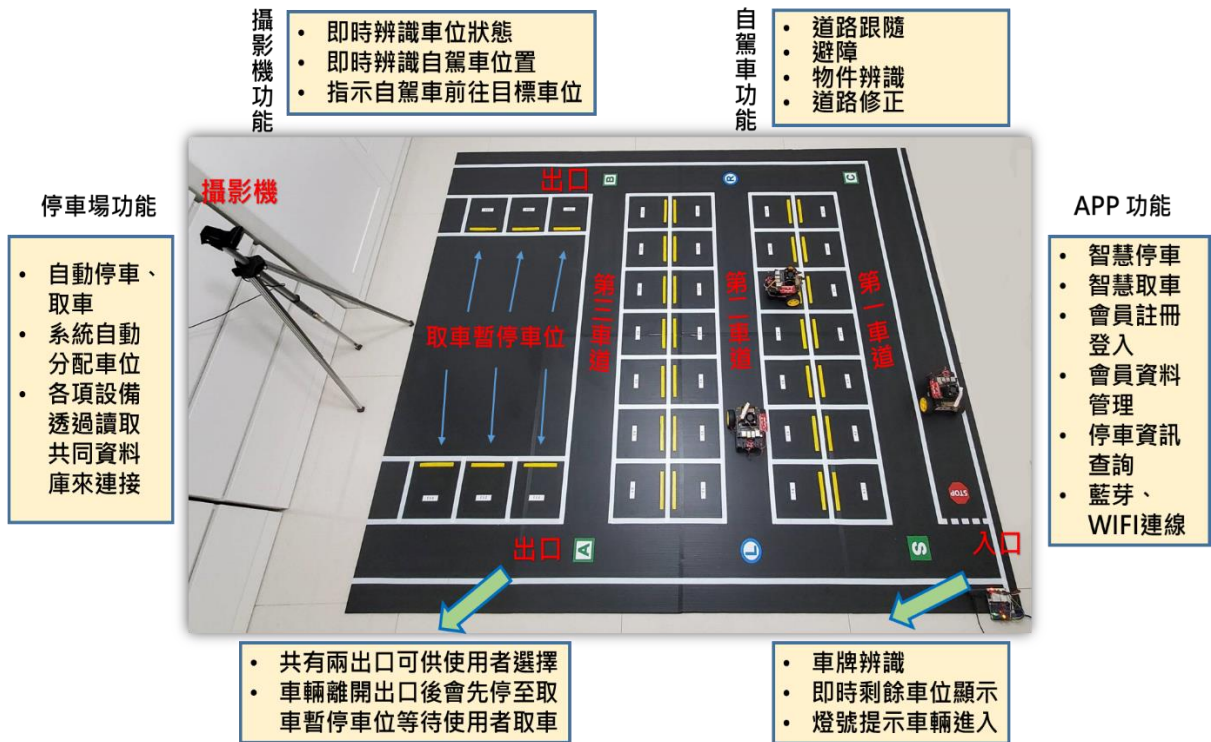 攝影機功能
• 即時辨識車位狀態
• 即時辨識自駕車位置
• 指示自駕車前往目標車位
自駕車功能
• 道路跟隨
• 避障
• 物件辨識
• 道路修正
停車場功能
• 自動停車、
取車
• 系統自動
分配車位
• 各項設備
透過讀取
共同資料
庫來連接
攝影機
出口
B
R
C
第三車道
第二車道
第一車道
取車暫停車位
STOP
出口
A
L
S
入口
APP 功能
• 智慧停車
• 智慧取車
• 會員註冊
登入
• 會員資料
管理
• 停車資訊
查詢
• 藍芽、
WIFI連線
• 共有兩出口可供使用者選擇
• 車輛離開出口後會先停至取
車暫停車位等待使用者取車
• 車牌辨識
• 即時剩餘車位顯示
• 燈號提示車輛進入